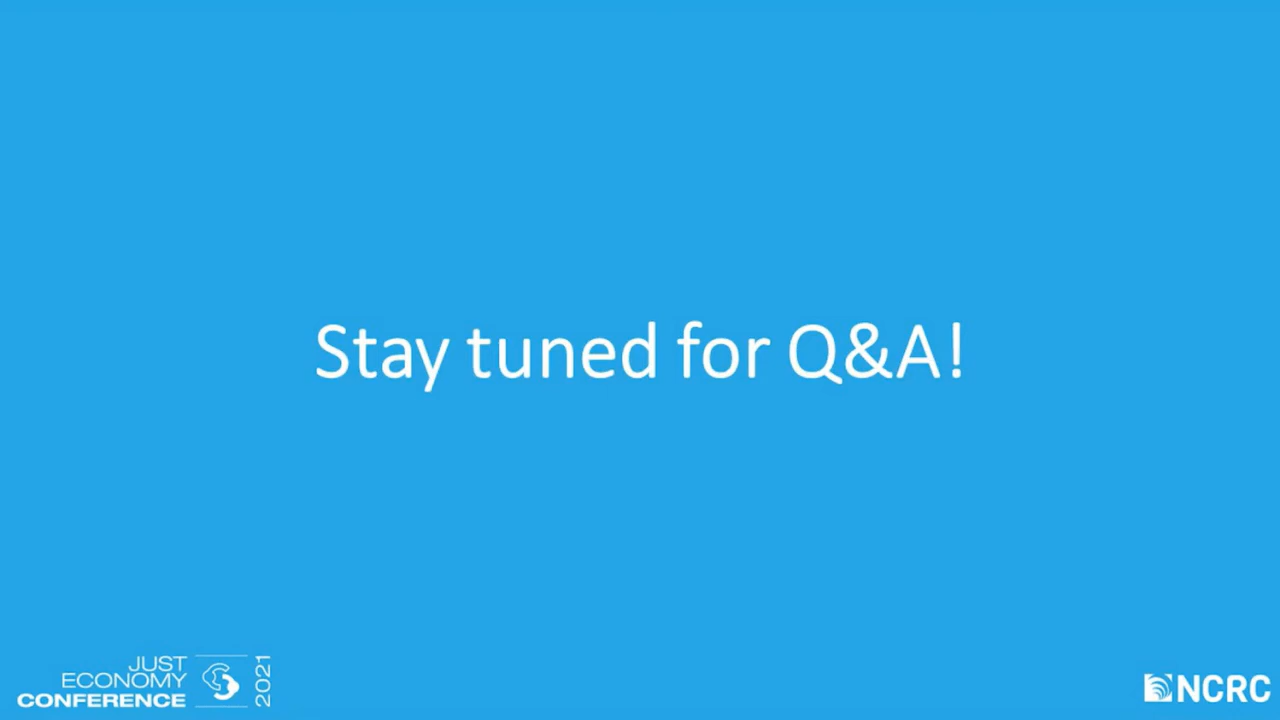 Stay tuned for Q&A!
JUST
ECONOMY
CONFERENCE
2021
NCRC